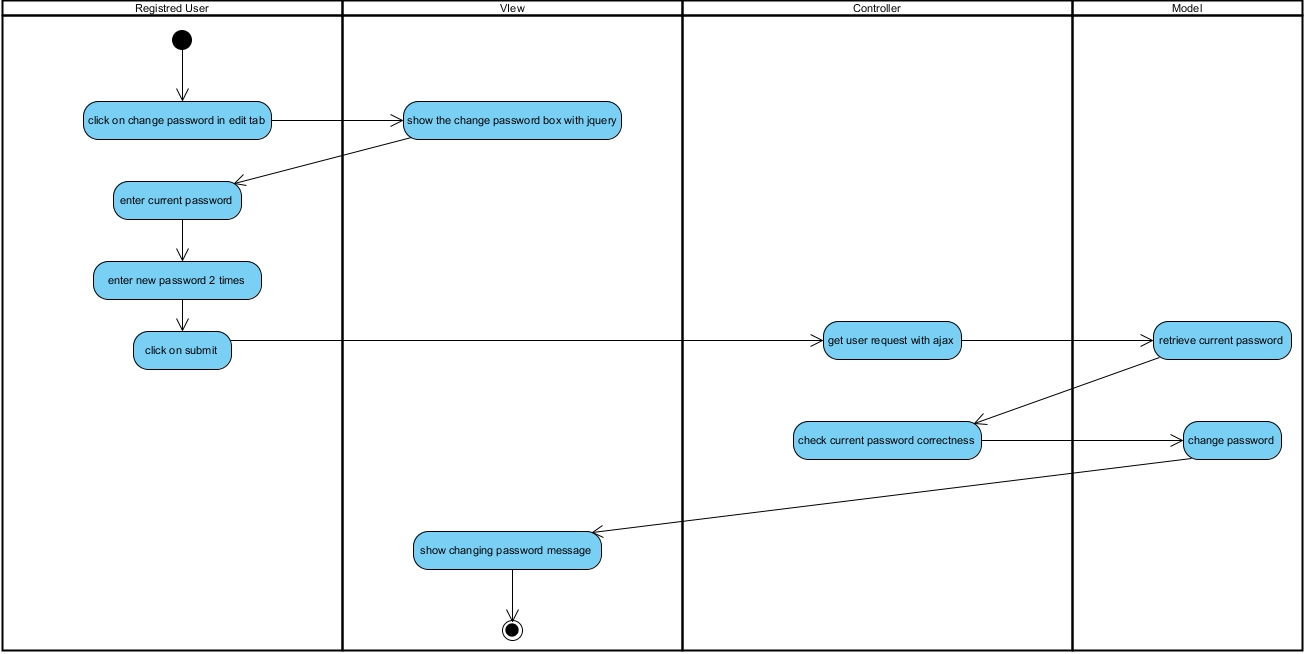 Registred User
VIew
Controller
Model
click on change password in edit tab
show the change password box with jquery
enter current password
enter new password 2 times
click on submit
get user request with ajax
retrieve current password
check current password correctness
change password
show changing password message